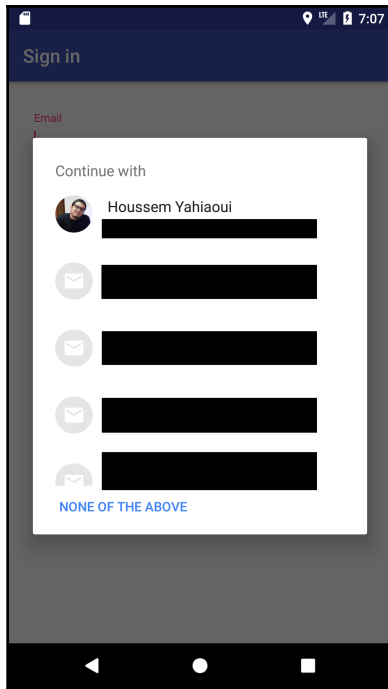 LTE 7:07
Sign in
Email
Continue with
Houssem Yahiaoui
NONE OF THE ABOVE